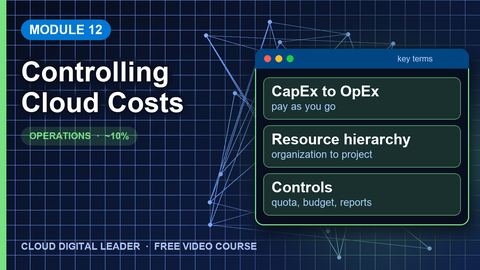 MODULE 12
Controlling
Cloud Costs
OPERATIONS · ~10%
key terms
CapEx to OpEx
pay as you go
Resource hierarchy
organization to project
Controls
quota, budget, reports
CLOUD DIGITAL LEADER · FREE VIDEO COURSE